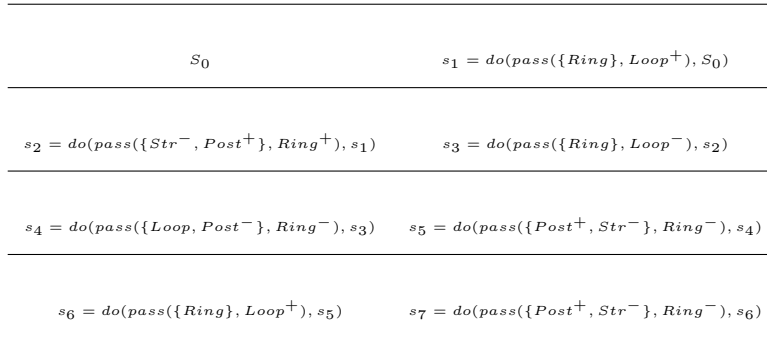 S₀
s₁ = do(pass({Ring}, Loop⁺), S₀)
s₂ = do(pass({Str⁻, Post⁺}, Ring⁺), s₁)
s₃ = do(pass({Ring}, Loop⁻), s₂)
s₄ = do(pass({Loop, Post⁻}, Ring⁻), s₃)
s₅ = do(pass({Post⁺, Str⁻}, Ring⁻), s₄)
s₆ = do(pass({Ring}, Loop⁺), s₅)
s₇ = do(pass({Post⁺, Str⁻}, Ring⁻), s₆)